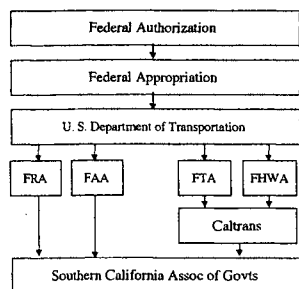 Federal Authorization
Federal Appropriation
U. S. Department of Transportation
FRA FAA FTA FHWA
Caltrans
Southern California Assoc of Govts